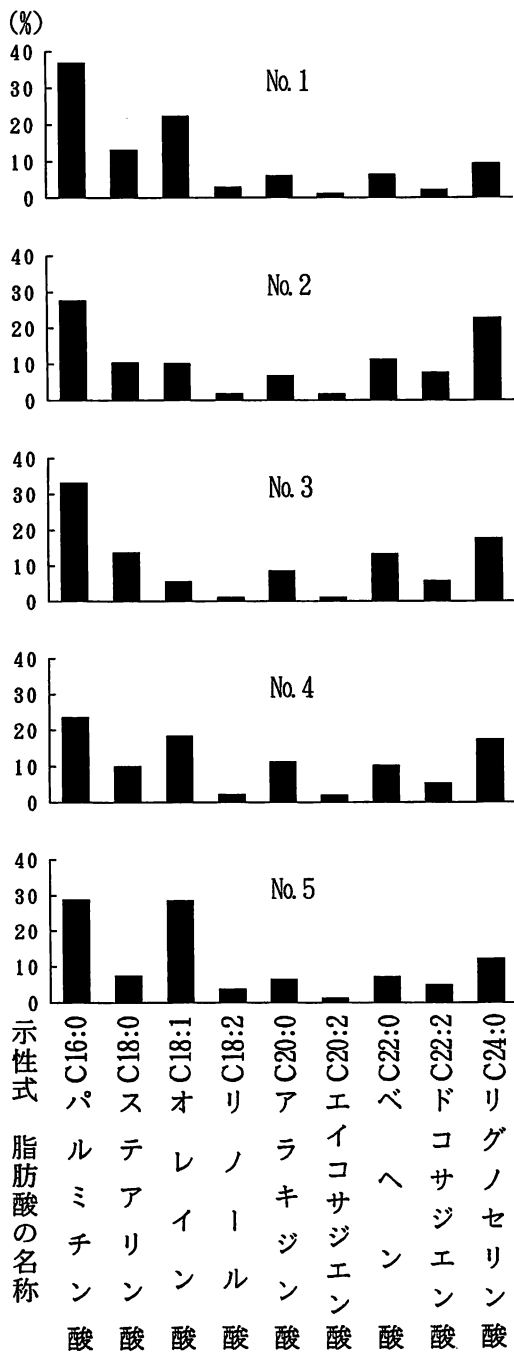 (%)
40
30
20
10
0
No. 1
40
30
20
10
0
No. 2
40
30
20
10
0
No. 3
40
30
20
10
0
No. 4
40
30
20
10
0
No. 5
示性式 脂肪酸の名称
C16:0 パルミチン酸
C18:0 ステアリン酸
C18:1 オレイン酸
C18:2 リノール酸
C20:0 アラキジン酸
C20:2 エイコサジエン酸
C22:0 ベヘン酸
C22:2 ドコサジエン酸
C24:0 リグノセリン酸